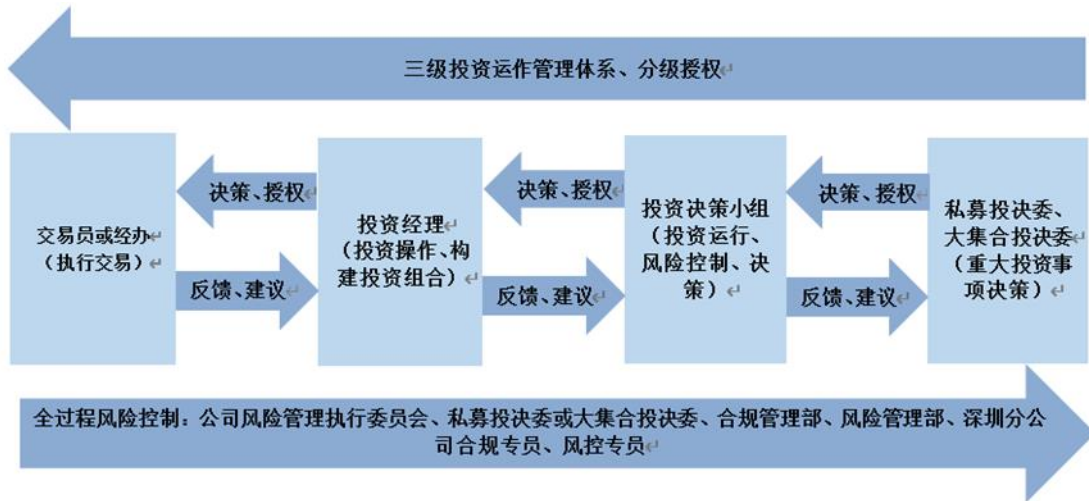 三级投资运作管理体系、分级授权
决策、授权
决策、授权
决策、授权
交易员或经办
（执行交易）
投资经理
（投资操作、构
建投资组合）
投资决策小组
（投资运行、
风险控制、决
策）
私募投决委、
大集合投决委
（重大投资事
项决策）
反馈、建议
反馈、建议
反馈、建议
全过程风险控制：公司风险管理执行委员会、私募投决委或大集合投决委、合规管理部、风险管理部、深圳分公
司合规专员、风控专员